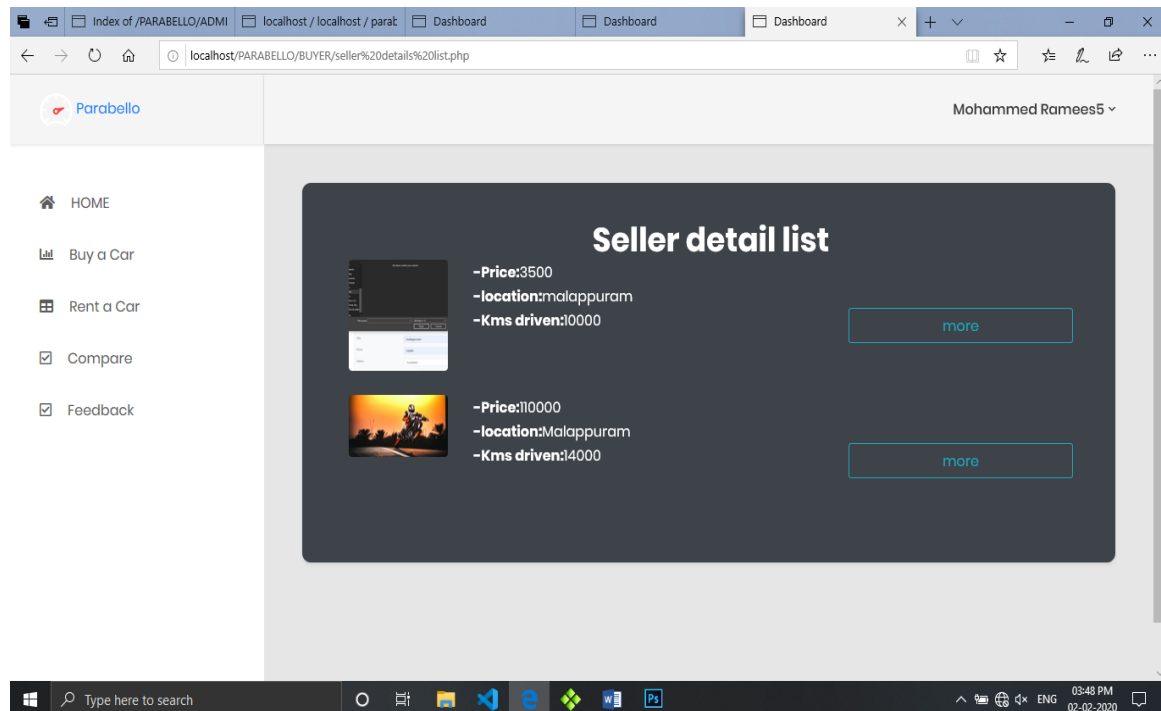 Index of /PARABELLO/ADMI
localhost / localhost / parab
Dashboard
Dashboard
Dashboard
localhost/PARABELLO/BUYER/seller%20details%20list.php
Parabello
Mohammed Ramees5
HOME
Buy a Car
Rent a Car
Compare
Feedback
Seller detail list
-Price:3500
-location:malappuram
-Kms driven:10000
more
-Price:110000
-location:Malappuram
-Kms driven:14000
more
Type here to search
ENG
03:48 PM
02-02-2020